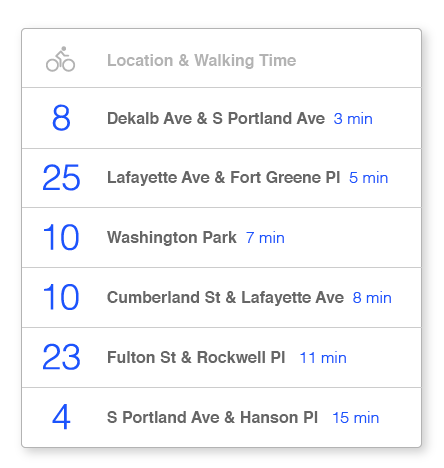 Location & Walking Time
8 Dekalb Ave & S Portland Ave 3 min
25 Lafayette Ave & Fort Greene Pl 5 min
10 Washington Park 7 min
10 Cumberland St & Lafayette Ave 8 min
23 Fulton St & Rockwell Pl 11 min
4 S Portland Ave & Hanson Pl 15 min